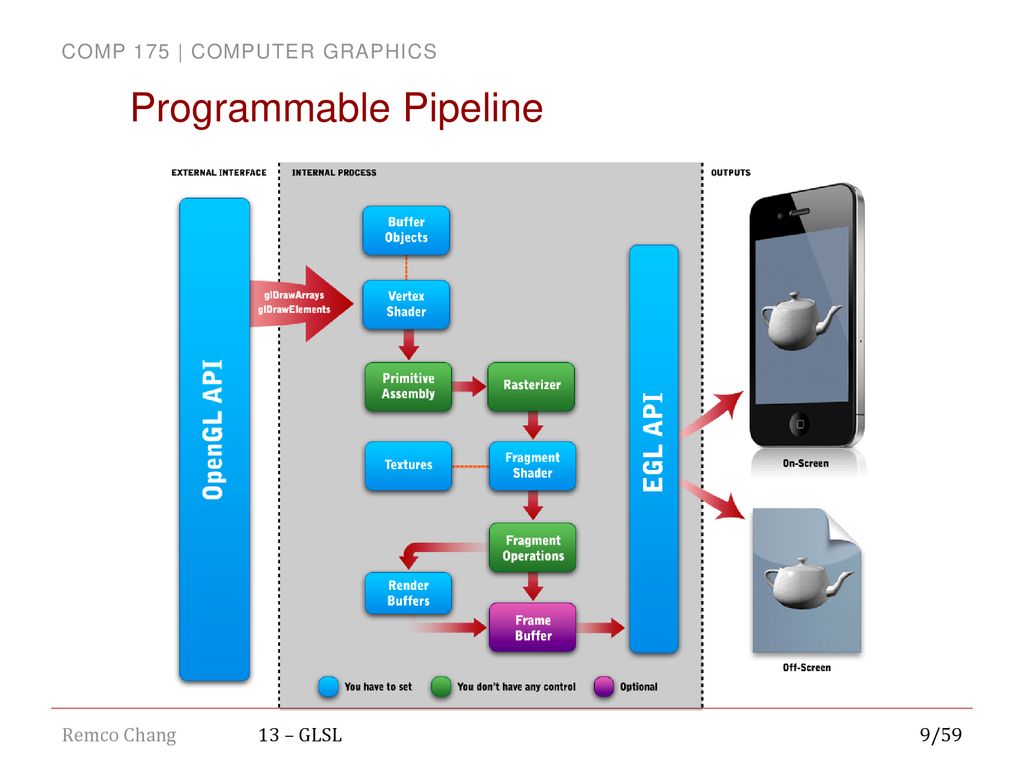 COMP 175 | COMPUTER GRAPHICS
Programmable Pipeline
EXTERNAL INTERFACE
INTERNAL PROCESS
OUTPUTS
OpenGL API
glDrawArrays
glDrawElements
Buffer
Objects
Vertex
Shader
Primitive
Assembly
Rasterizer
Textures
Fragment
Shader
Fragment
Operations
Render
Buffers
Frame
Buffer
EGL API
On-Screen
Off-Screen
You have to set
You don't have any control
Optional
Remco Chang
13 – GLSL
9/59